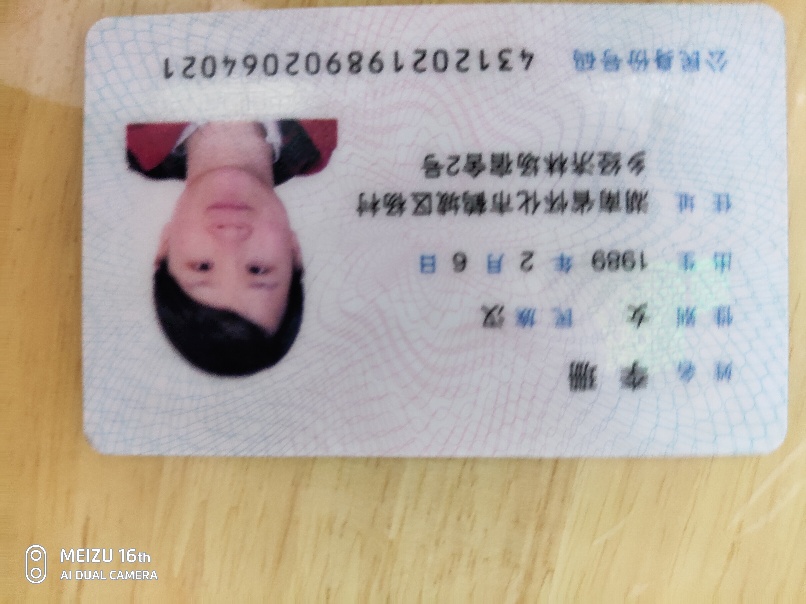 姓名 李珊
性别 女 民族 汉
出生 1989 年 2 月 6 日
住址 湖南省怀化市鹤城区杨村
乡经济林场宿舍2号
公民身份号码 431202198902064021
MEIZU 16th
AI DUAL CAMERA